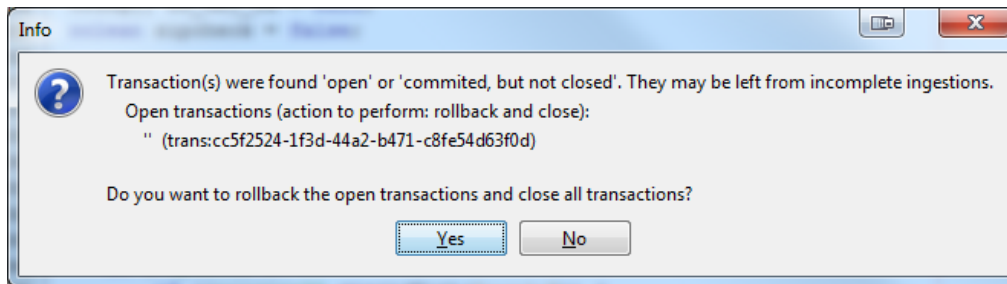 Info
Transaction(s) were found 'open' or 'commited, but not closed'. They may be left from incomplete ingestions.
Open transactions (action to perform: rollback and close):
'' (trans:cc5f2524-1f3d-44a2-b471-c8fe54d63f0d)
Do you want to rollback the open transactions and close all transactions?
Yes No